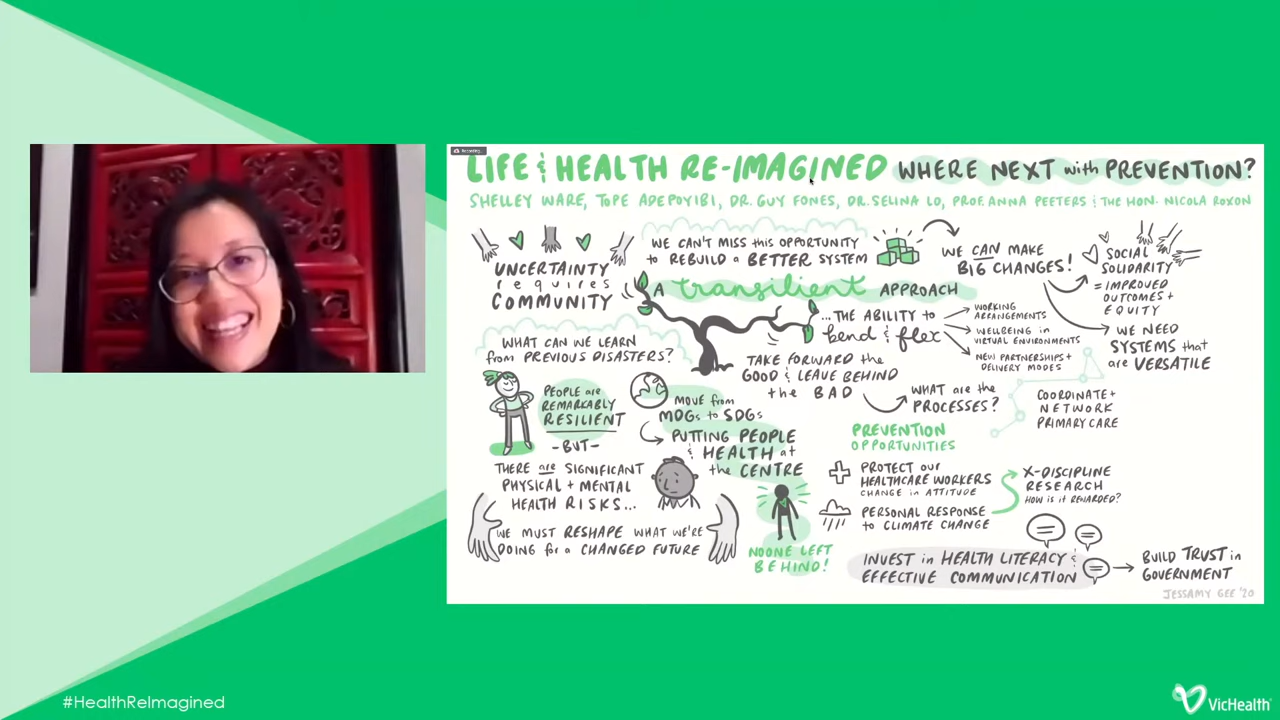 Recording...
LIFE & HEALTH RE-IMAGINED WHERE NEXT with PREVENTION?
SHELLEY WARE, TOPE ADEPOYIBI, DR. GUY FONES, DR. SELINA LO, PROF. ANNA PEETERS & THE HON. NICOLA ROXON
UNCERTAINTY
requires
COMMUNITY
WE CAN'T MISS this OPPORTUNITY
to REBUILD a BETTER SYSTEM
WE CAN MAKE
BIG CHANGES!
SOCIAL
SOLIDARITY
= IMPROVED
OUTCOMES +
EQUITY
A transilient APPROACH
...THE ABILITY to
bend & flex
WORKING
ARRANGEMENTS
WELLBEING in
VIRTUAL ENVIRONMENTS
NEW PARTNERSHIPS +
DELIVERY MODES
WE NEED
SYSTEMS that
are VERSATILE
WHAT CAN WE LEARN
from PREVIOUS DISASTERS?
TAKE FORWARD the
GOOD & LEAVE BEHIND
the BAD
WHAT are the
PROCESSES?
COORDINATE +
NETWORK
PRIMARY CARE
PEOPLE are
REMARKABLY
RESILIENT
-BUT-
MOVE from
MDGs to SDGs
PUTTING PEOPLE
& HEALTH at
the CENTRE
THERE are SIGNIFICANT
PHYSICAL + MENTAL
HEALTH RISKS...
WE MUST RESHAPE WHAT WE'RE
DOING for a CHANGED FUTURE
NO ONE LEFT
BEHIND!
PREVENTION
OPPORTUNITIES
PROTECT our
HEALTHCARE WORKERS
CHANGE in ATTITUDE
PERSONAL RESPONSE
to CLIMATE CHANGE
X-DISCIPLINE
RESEARCH
HOW is it REWARDED?
INVEST in HEALTH LITERACY &
EFFECTIVE COMMUNICATION
BUILD TRUST in
GOVERNMENT
JESSAMY GEE '20
#HealthReImagined
VicHealth